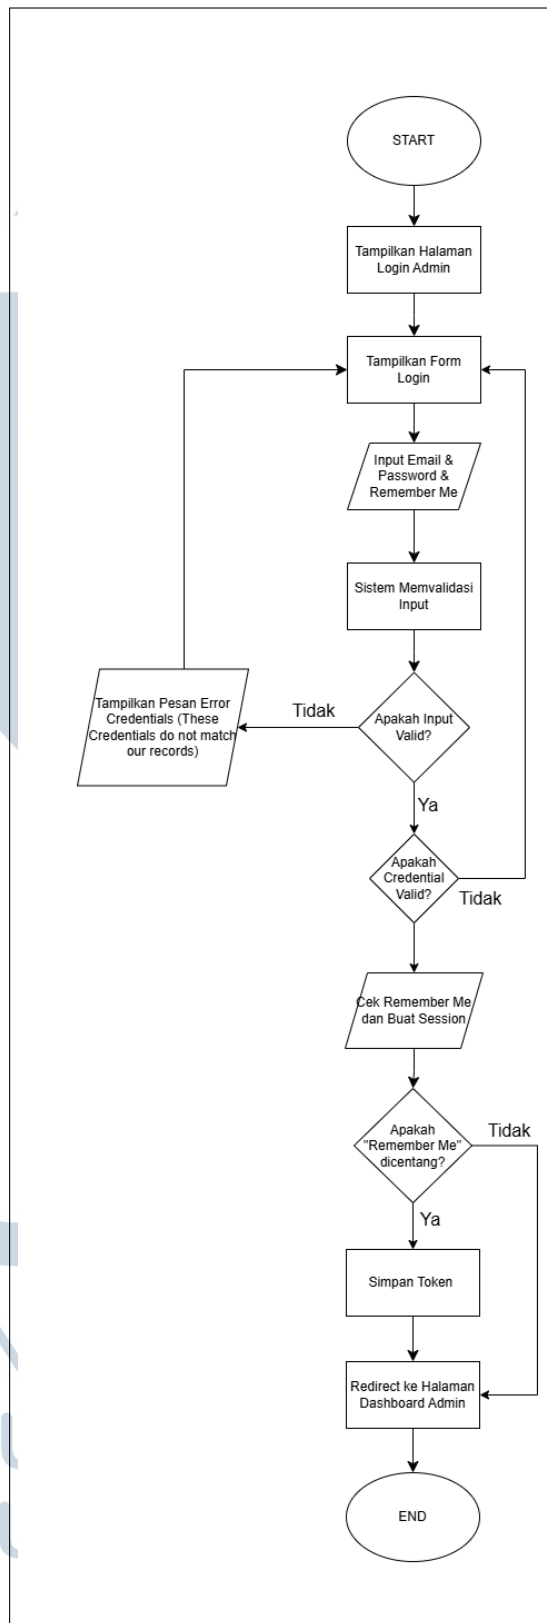 START
Tampilkan Halaman
Login Admin
Tampilkan Form
Login
Input Email &
Password &
Remember Me
Sistem Memvalidasi
Input
Apakah Input
Valid?
Tidak
Tampilkan Pesan Error
Credentials (These
Credentials do not match
our records)
Ya
Apakah
Credential
Valid?
Tidak
Cek Remember Me
dan Buat Session
Apakah
"Remember Me"
dicentang?
Tidak
Ya
Simpan Token
Redirect ke Halaman
Dashboard Admin
END